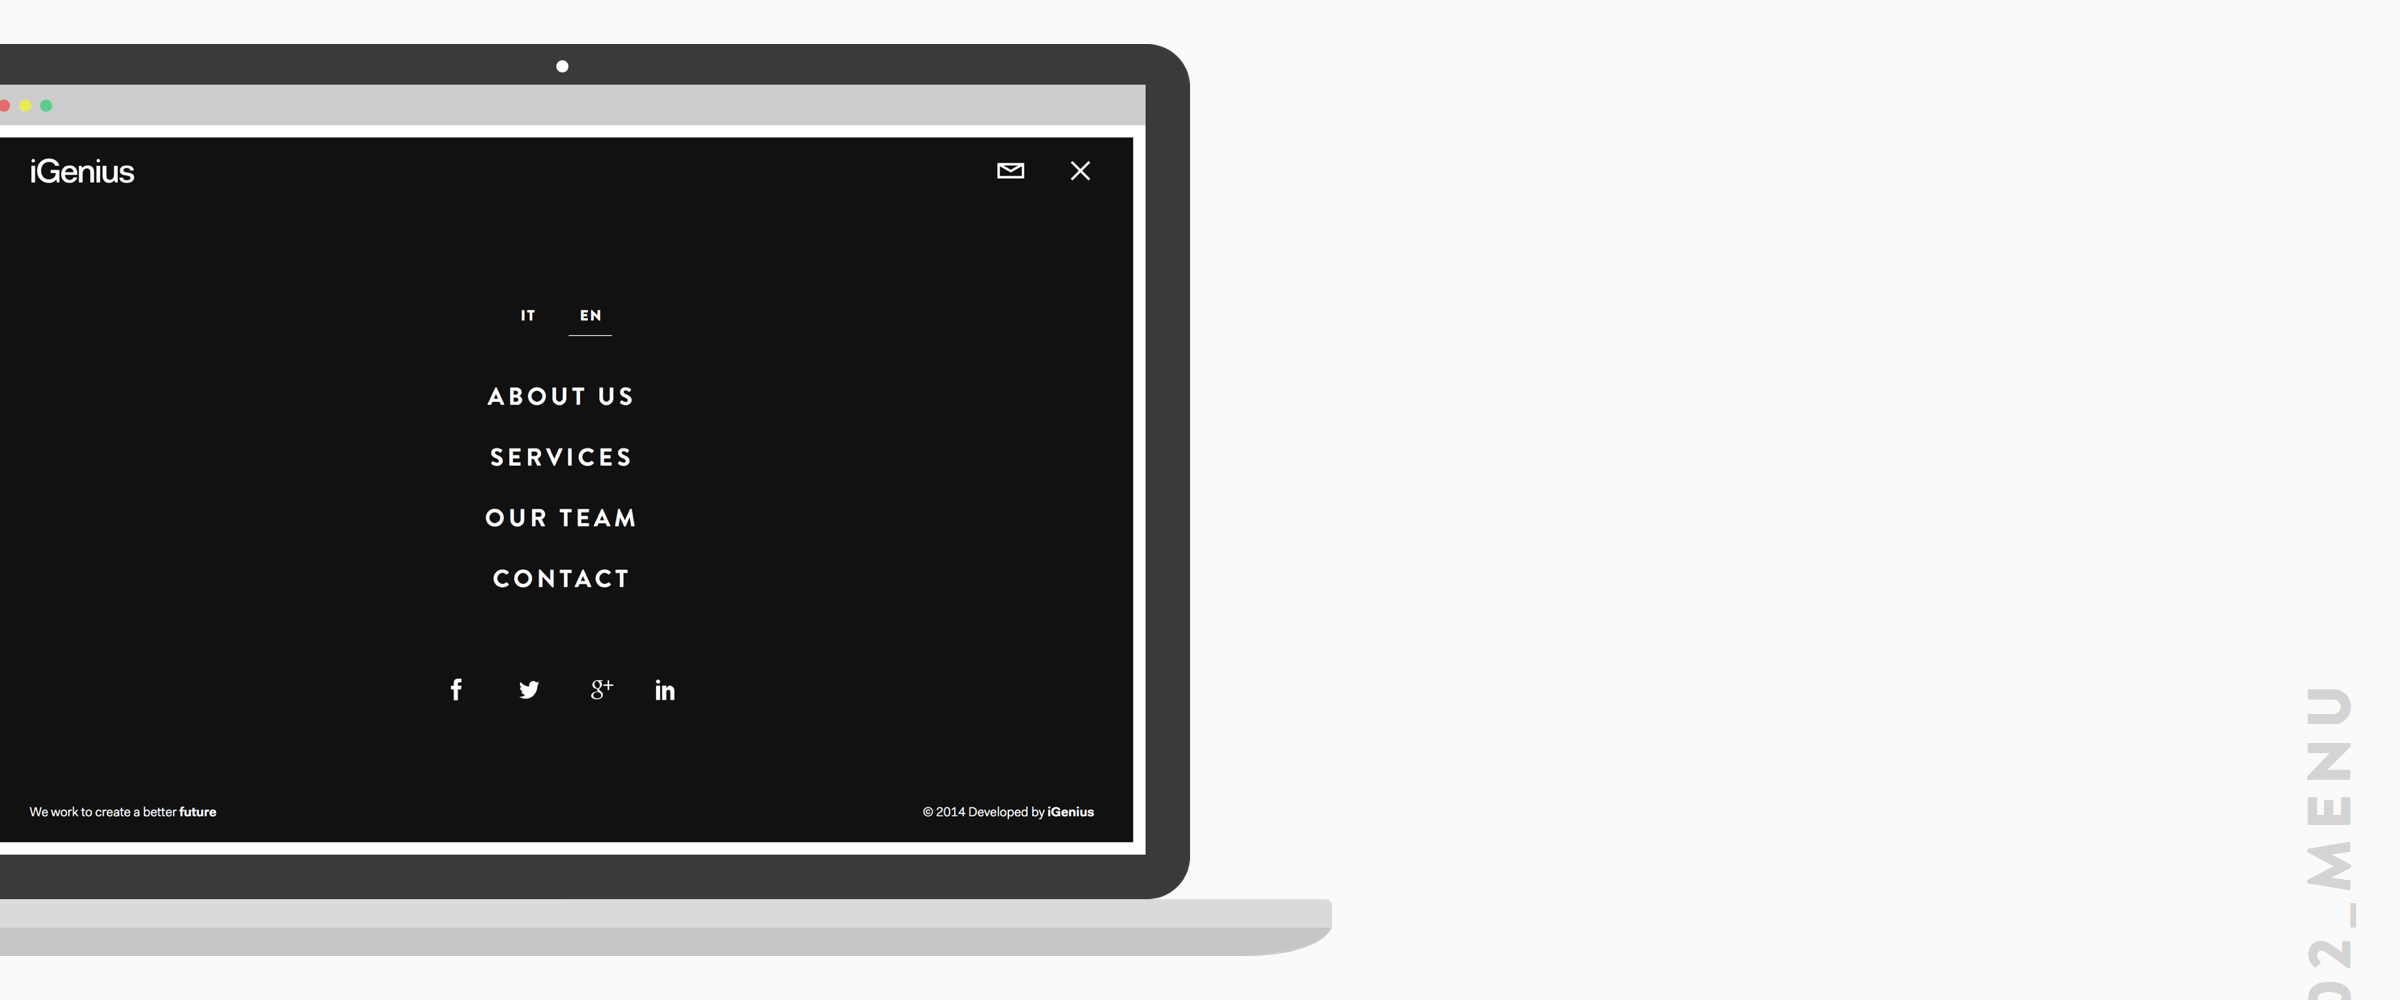 iGenius
IT EN
ABOUT US
SERVICES
OUR TEAM
CONTACT
f g+ in
We work to create a better future
© 2014 Developed by iGenius
02_MENU